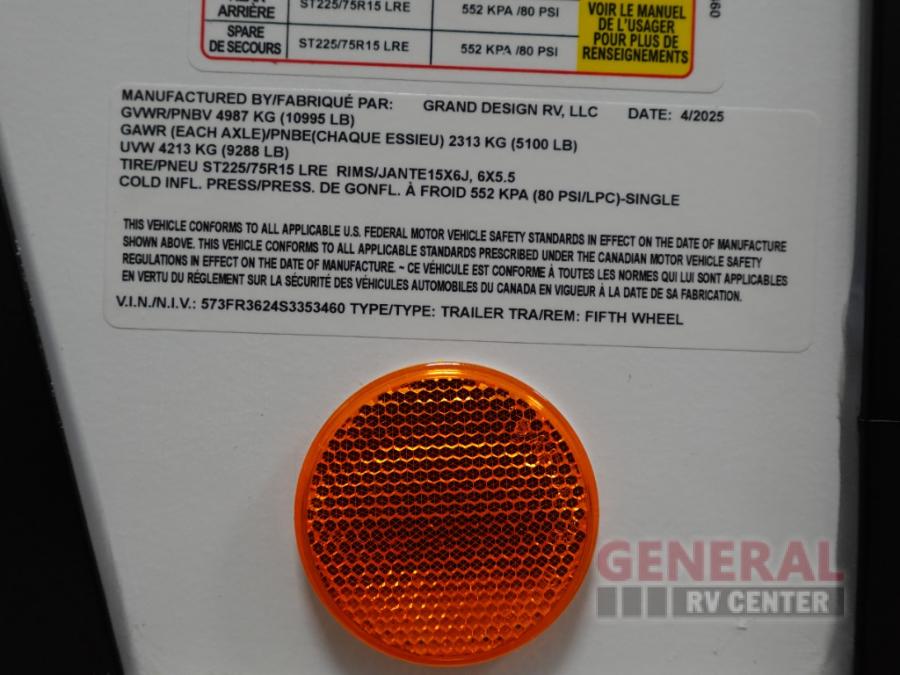 ARRIÈRE ST225/75R15 LRE 552 KPA /80 PSI
SPARE
DE SECOURS ST225/75R15 LRE 552 KPA /80 PSI
VOIR LE MANUEL
DE L'USAGER
POUR PLUS DE
RENSEIGNEMENTS
MANUFACTURED BY/FABRIQUÉ PAR: GRAND DESIGN RV, LLC DATE: 4/2025
GVWR/PNBV 4987 KG (10995 LB)
GAWR (EACH AXLE)/PNBE(CHAQUE ESSIEU) 2313 KG (5100 LB)
UVW 4213 KG (9288 LB)
TIRE/PNEU ST225/75R15 LRE RIMS/JANTE15X6J, 6X5.5
COLD INFL. PRESS/PRESS. DE GONFL. À FROID 552 KPA (80 PSI/LPC)-SINGLE
THIS VEHICLE CONFORMS TO ALL APPLICABLE U.S. FEDERAL MOTOR VEHICLE SAFETY STANDARDS IN EFFECT ON THE DATE OF MANUFACTURE
SHOWN ABOVE. THIS VEHICLE CONFORMS TO ALL APPLICABLE STANDARDS PRESCRIBED UNDER THE CANADIAN MOTOR VEHICLE SAFETY
REGULATIONS IN EFFECT ON THE DATE OF MANUFACTURE. ~ CE VÉHICULE EST CONFORME À TOUTES LES NORMES QUI LUI SONT APPLICABLES
EN VERTU DU RÉGLEMENT SUR LA SÉCURITÉ DES VÉHICULES AUTOMOBILES DU CANADA EN VIGUEUR À LA DATE DE SA FABRICATION.
V.I.N./N.I.V.: 573FR3624S3353460 TYPE/TYPE: TRAILER TRA/REM: FIFTH WHEEL
GENERAL
RV CENTER